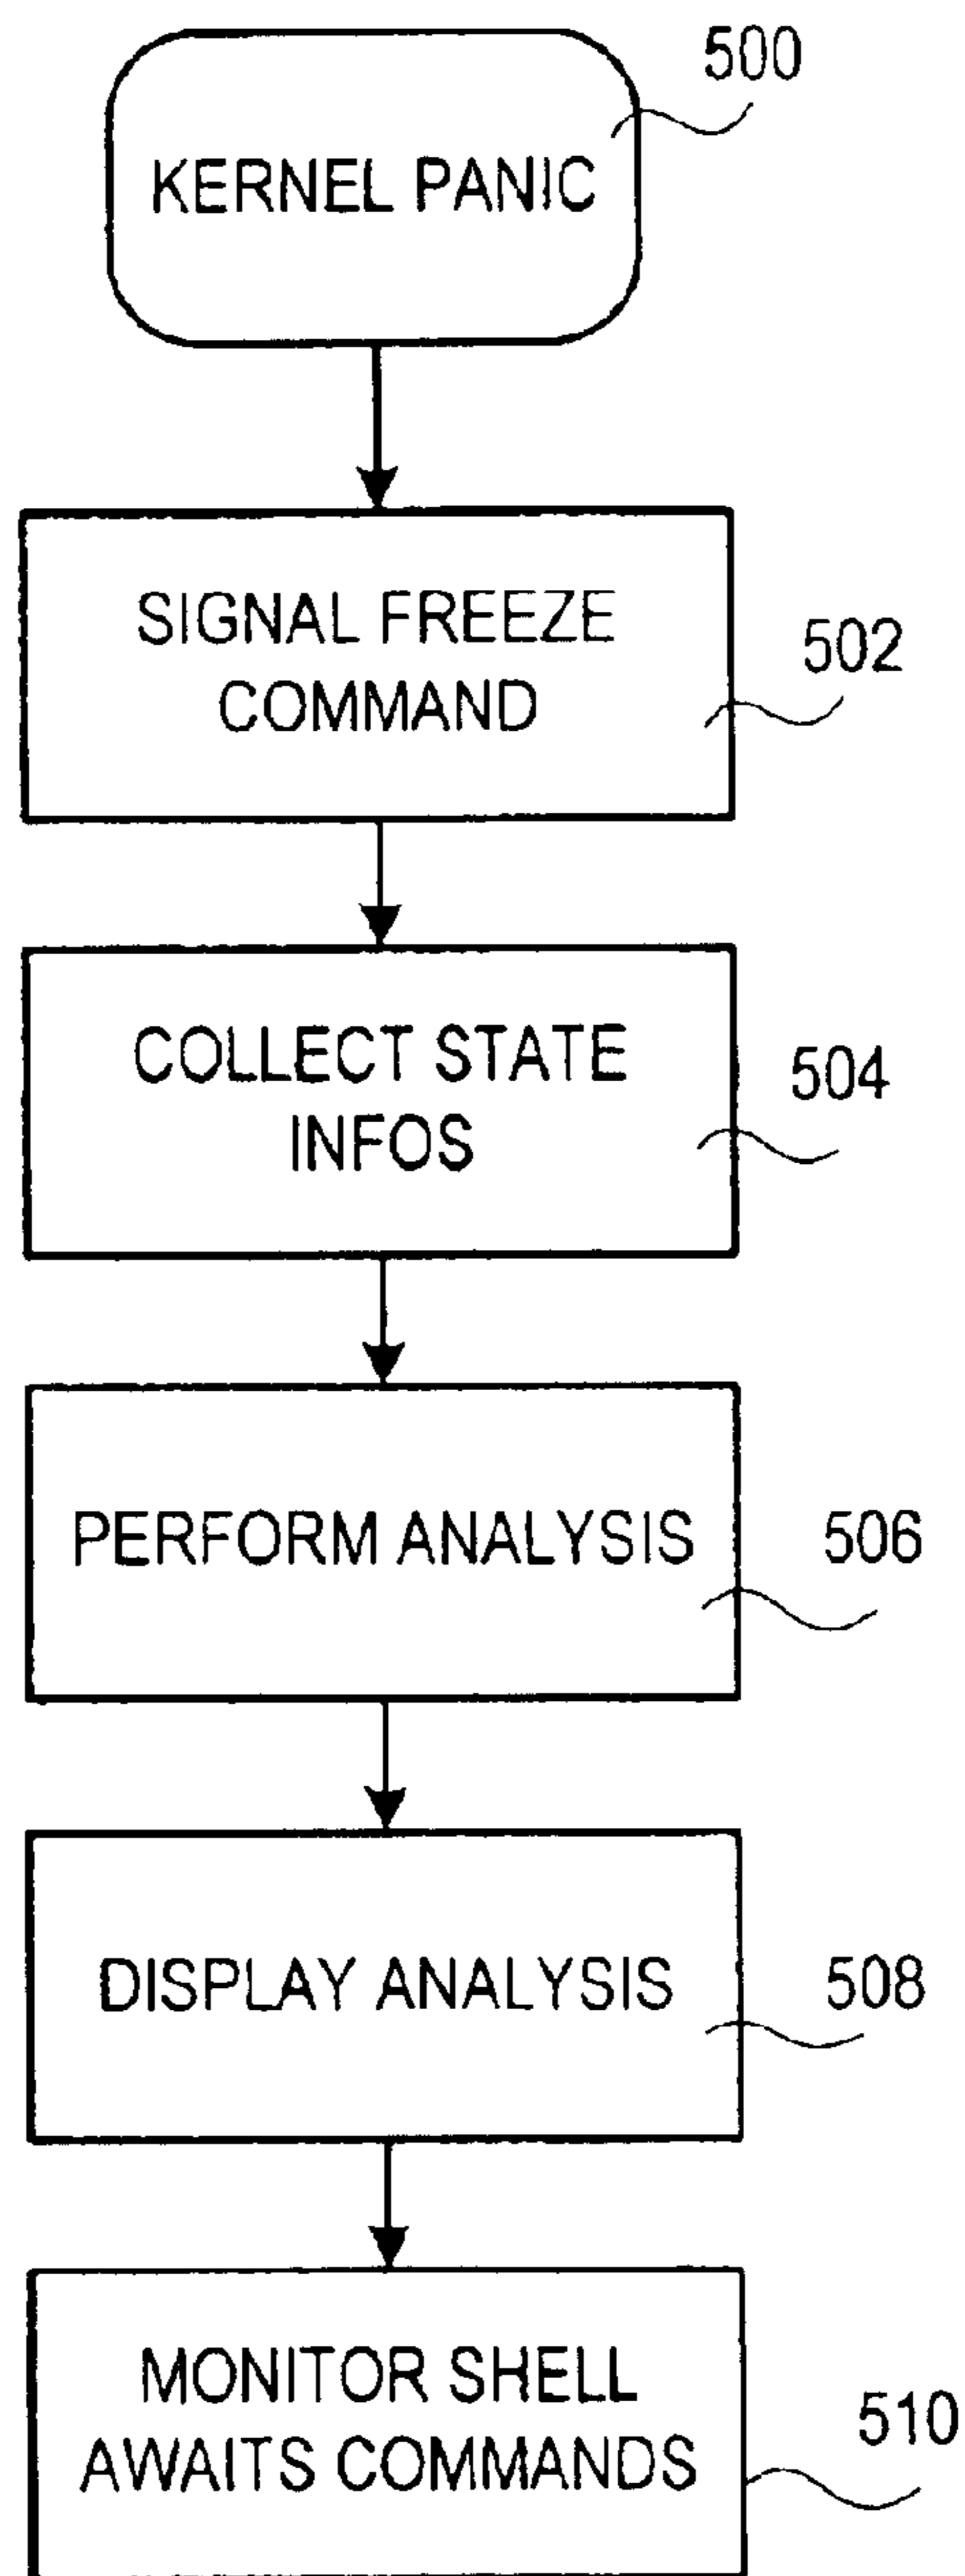 500
KERNEL PANIC
SIGNAL FREEZE
COMMAND
502
COLLECT STATE
INFOS
504
PERFORM ANALYSIS
506
DISPLAY ANALYSIS
508
MONITOR SHELL
AWAITS COMMANDS
510